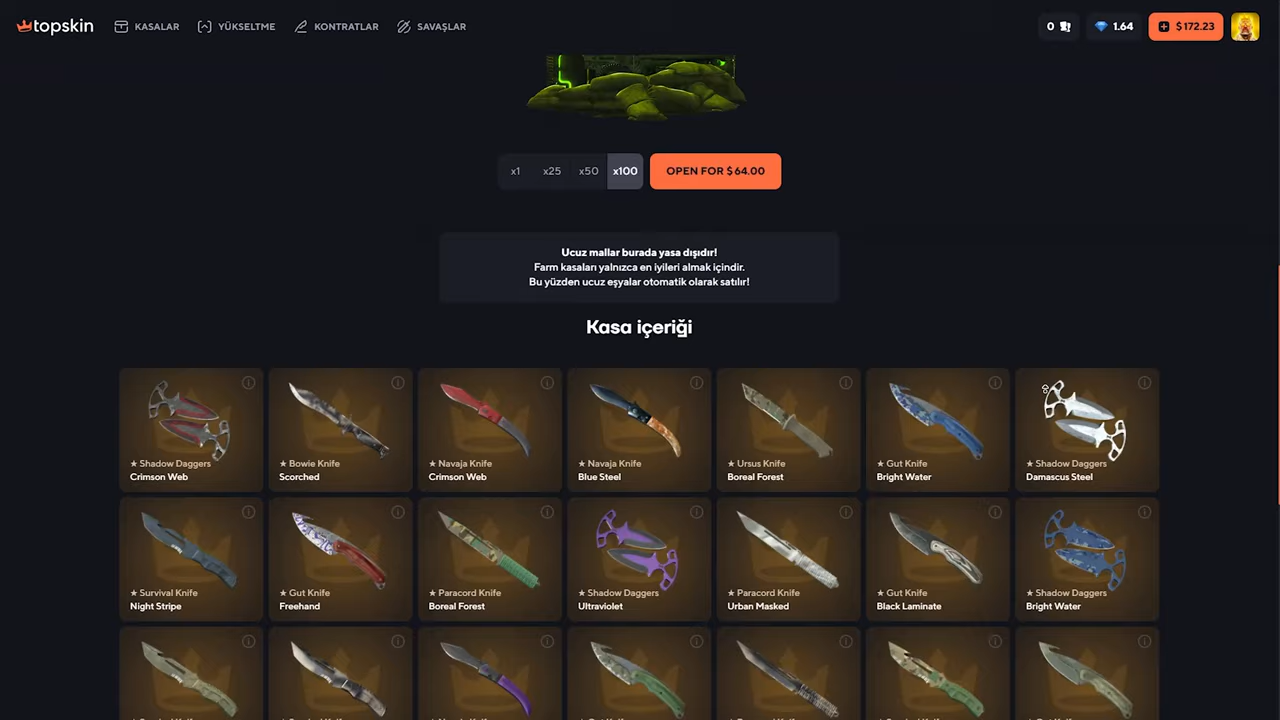 topskin
KASALAR
YÜKSELTME
KONTRATLAR
SAVAŞLAR
0
1.64
$172.23
x1
x25
x50
x100
OPEN FOR $64.00
Ucuz mallar burada yasa dışıdır!
Farm kasaları yalnızca en iyileri almak içindir.
Bu yüzden ucuz eşyalar otomatik olarak satılır!
Kasa içeriği
★ Shadow Daggers
Crimson Web
★ Bowie Knife
Scorched
★ Navaja Knife
Crimson Web
★ Navaja Knife
Blue Steel
★ Ursus Knife
Boreal Forest
★ Gut Knife
Bright Water
★ Shadow Daggers
Damascus Steel
★ Survival Knife
Night Stripe
★ Gut Knife
Freehand
★ Paracord Knife
Boreal Forest
★ Shadow Daggers
Ultraviolet
★ Paracord Knife
Urban Masked
★ Gut Knife
Black Laminate
★ Shadow Daggers
Bright Water